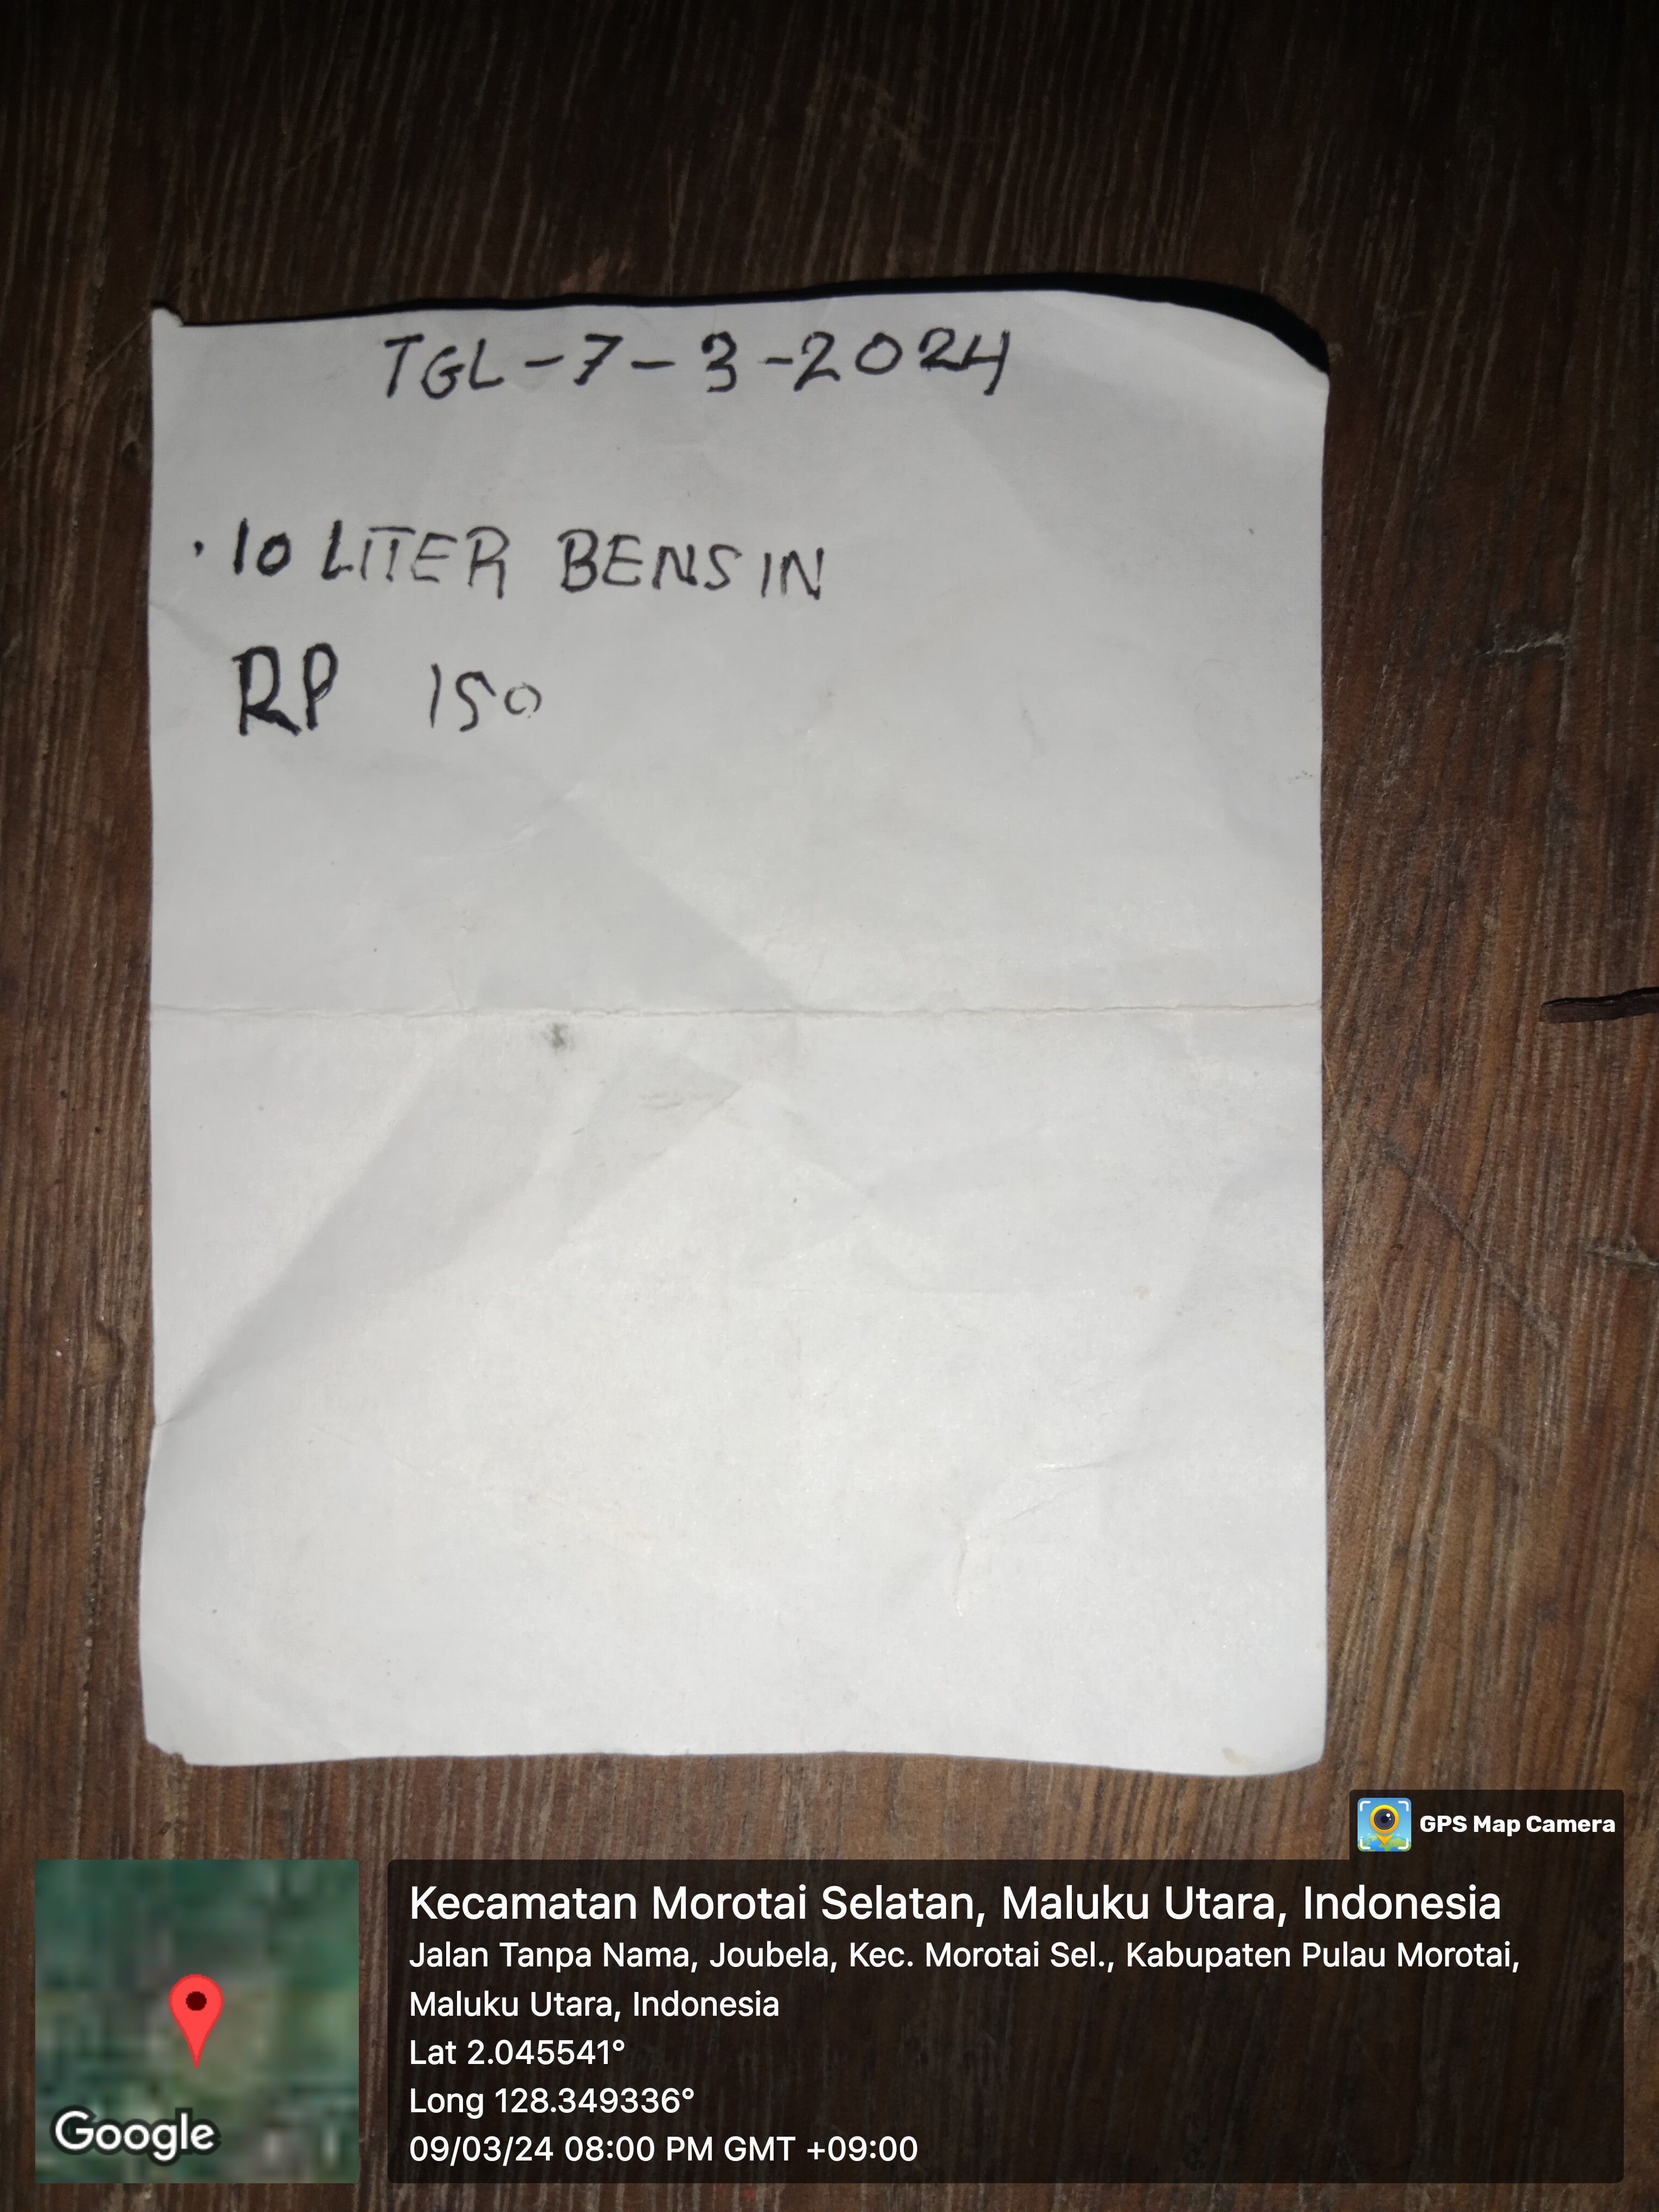 TGL-7-3-2024
· 10 LITER BENSIN
RP 150
GPS Map Camera
Kecamatan Morotai Selatan, Maluku Utara, Indonesia
Jalan Tanpa Nama, Joubela, Kec. Morotai Sel., Kabupaten Pulau Morotai,
Maluku Utara, Indonesia
Lat 2.045541°
Long 128.349336°
09/03/24 08:00 PM GMT +09:00
Google